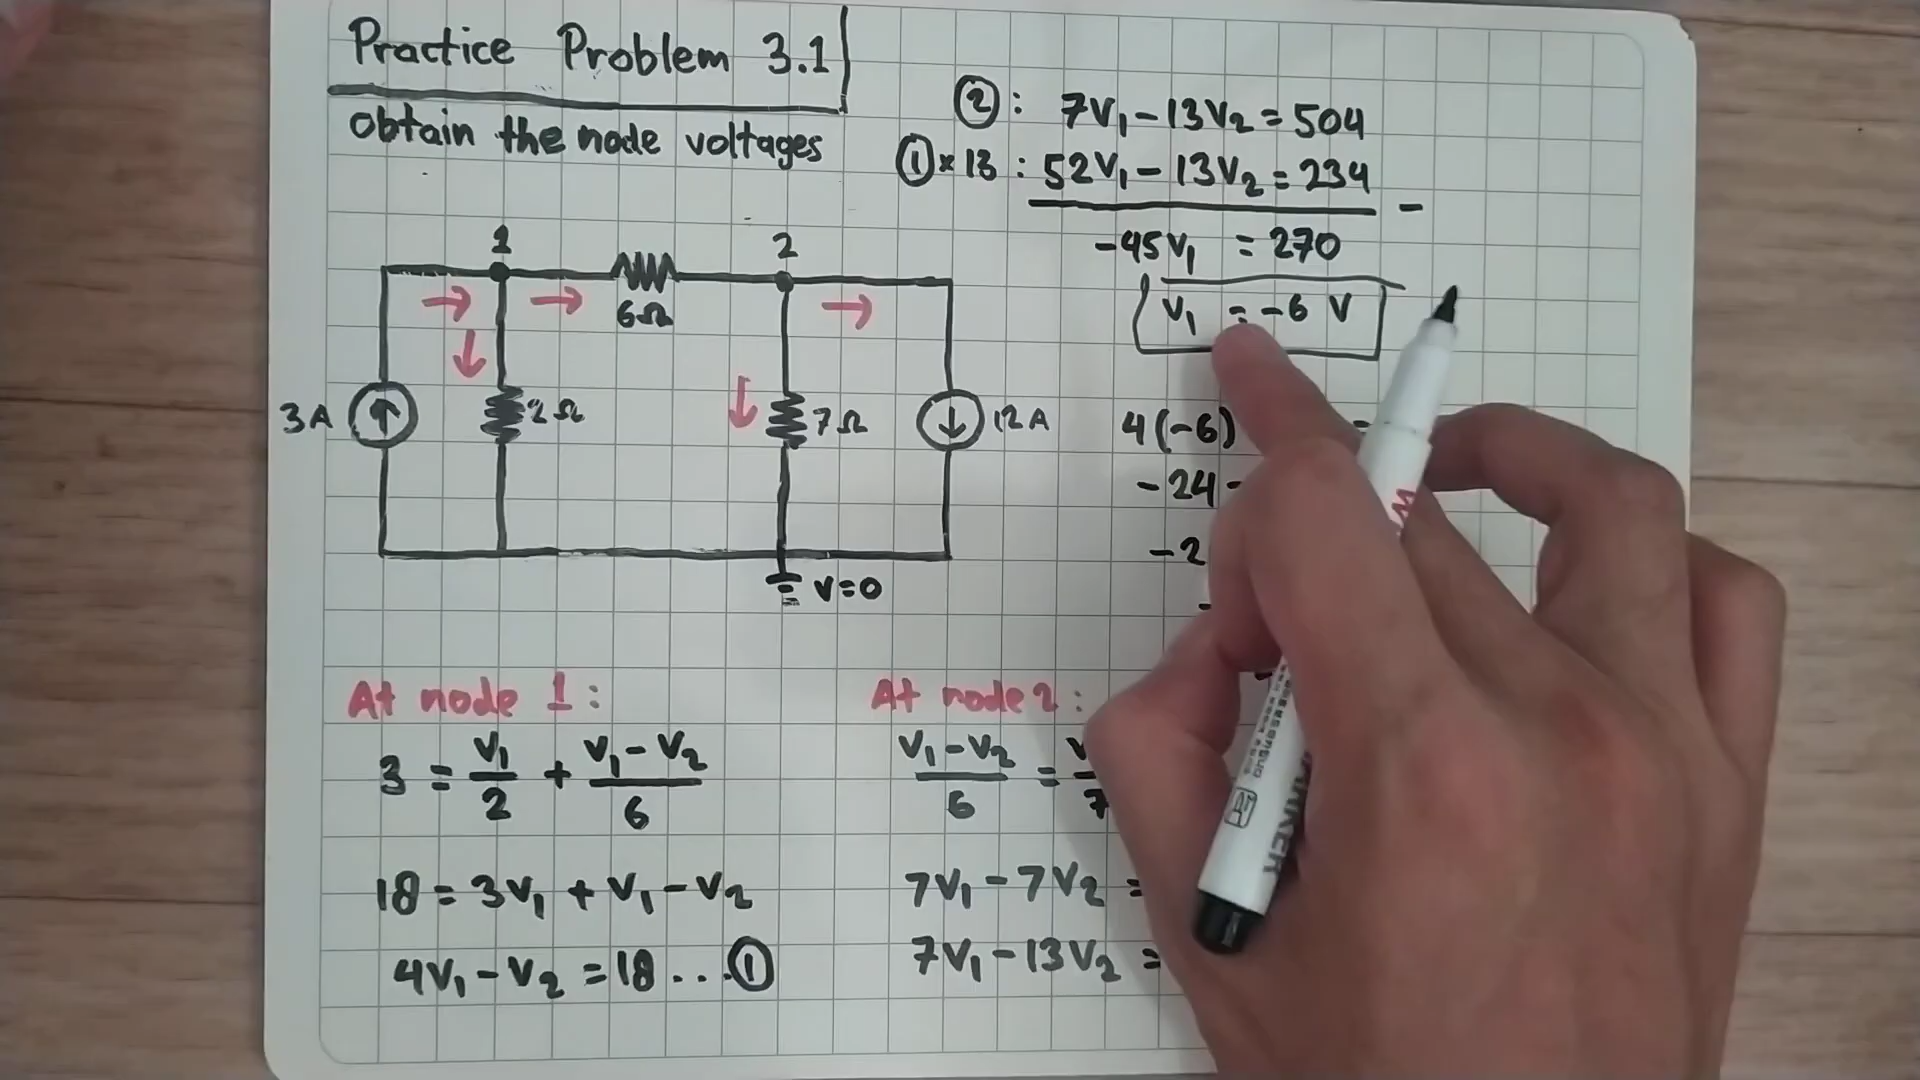 Practice Problem 3.1
obtain the node voltages
②: 7V₁ - 13V₂ = 504
①×13: 52V₁ - 13V₂ = 234
-
-45V₁ = 270
V₁ = -6 V
4(-6) =
-24-
-2
-
1
2
6Ω
3A
2Ω
7Ω
12A
V=0
At node 1:
3 = V₁/2 + V₁-V₂/6
18 = 3V₁ + V₁ - V₂
4V₁ - V₂ = 18 ... ①
At node 2:
V₁-V₂/6 = V/7
7V₁ - 7V₂ =
7V₁ - 13V₂ =
MARKER